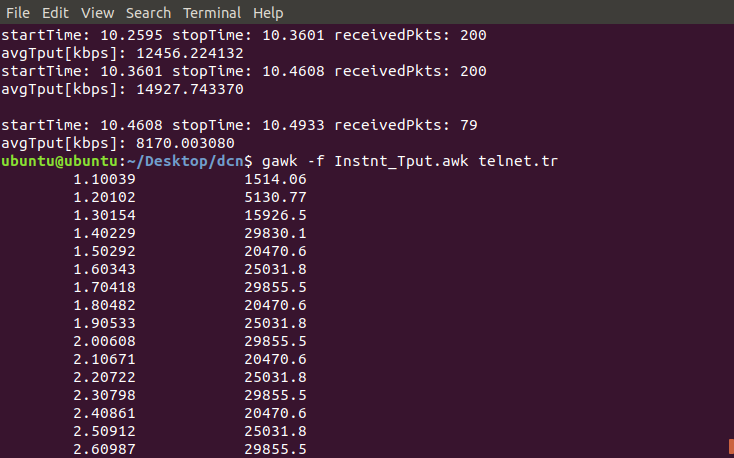 File Edit View Search Terminal Help
startTime: 10.2595 stopTime: 10.3601 receivedPkts: 200
avgTput[kbps]: 12456.224132
startTime: 10.3601 stopTime: 10.4608 receivedPkts: 200
avgTput[kbps]: 14927.743370
startTime: 10.4608 stopTime: 10.4933 receivedPkts: 79
avgTput[kbps]: 8170.003080
ubuntu@ubuntu:~/Desktop/dcn$ gawk -f Instnt_Tput.awk telnet.tr
1.10039 1514.06
1.20102 5130.77
1.30154 15926.5
1.40229 29830.1
1.50292 20470.6
1.60343 25031.8
1.70418 29855.5
1.80482 20470.6
1.90533 25031.8
2.00608 29855.5
2.10671 20470.6
2.20722 25031.8
2.30798 29855.5
2.40861 20470.6
2.50912 25031.8
2.60987 29855.5